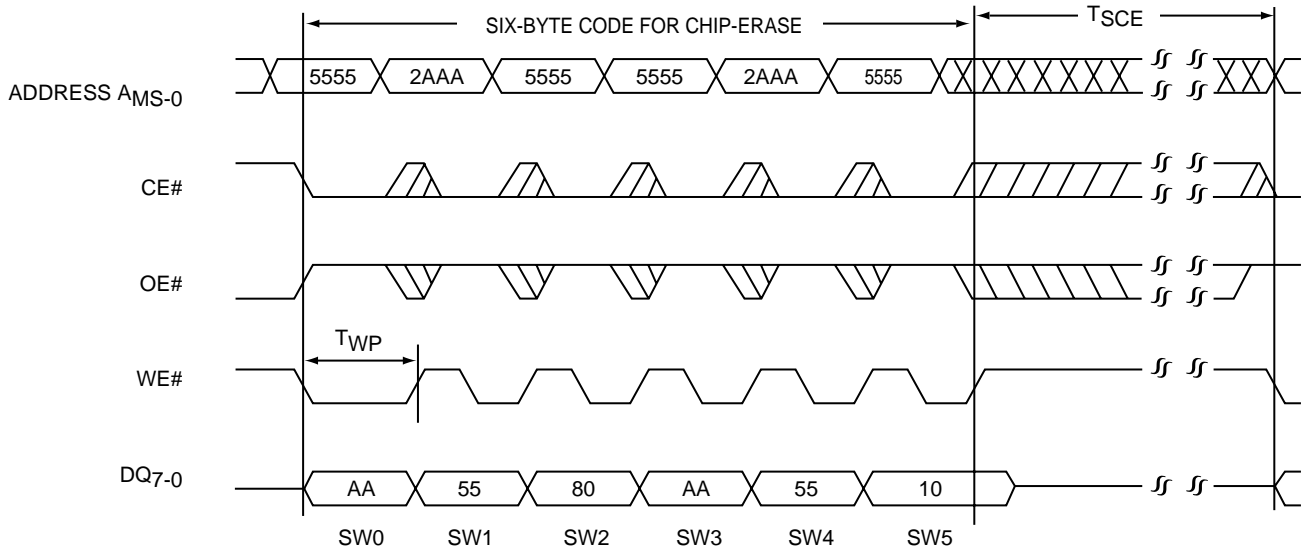 SIX-BYTE CODE FOR CHIP-ERASE
TSCE
ADDRESS AMS-0
5555 2AAA 5555 5555 2AAA 5555
CE#
OE#
TWP
WE#
DQ7-0
AA 55 80 AA 55 10
SW0 SW1 SW2 SW3 SW4 SW5